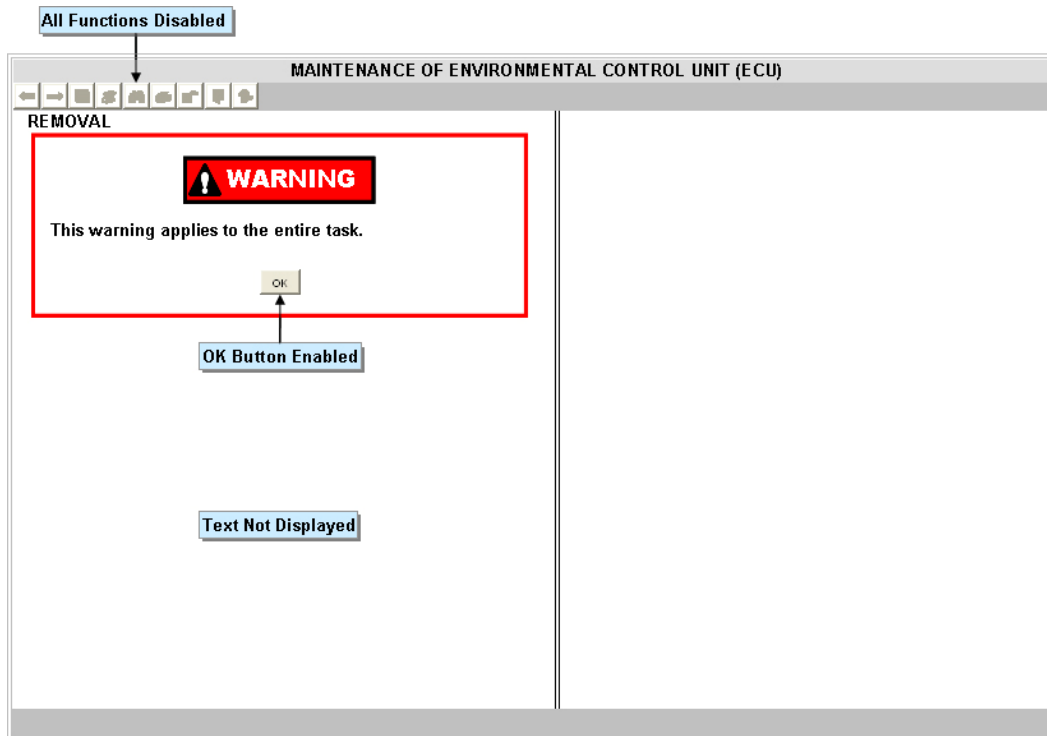 All Functions Disabled
MAINTENANCE OF ENVIRONMENTAL CONTROL UNIT (ECU)
REMOVAL
WARNING
This warning applies to the entire task.
OK
OK Button Enabled
Text Not Displayed